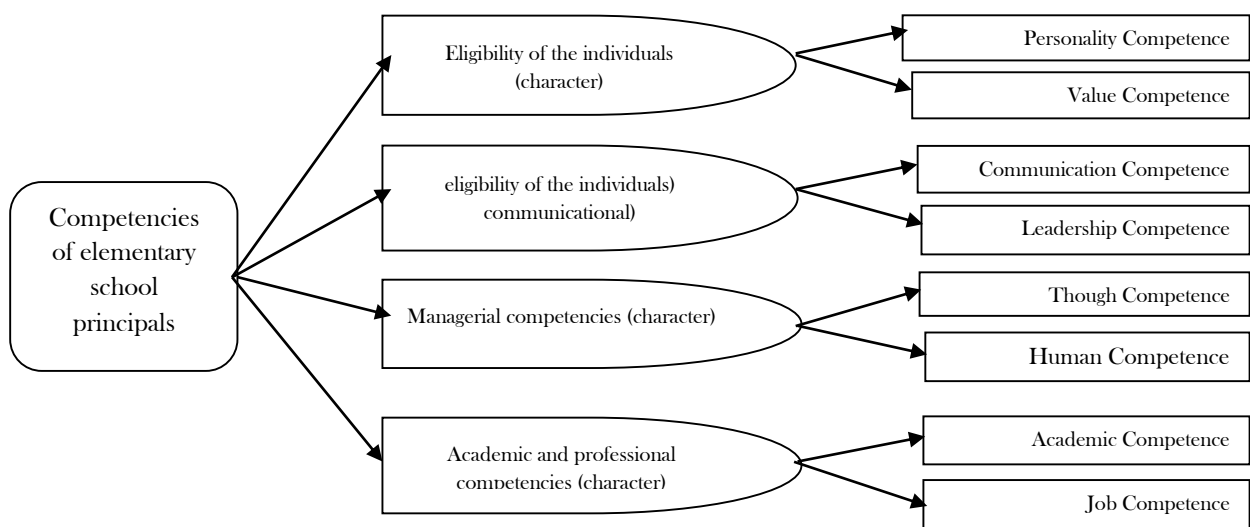 Competencies
of elementary
school
principals
Eligibility of the individuals
(character)
Personality Competence
Value Competence
eligibility of the individuals)
communicational)
Communication Competence
Leadership Competence
Managerial competencies (character)
Though Competence
Human Competence
Academic and professional
competencies (character)
Academic Competence
Job Competence